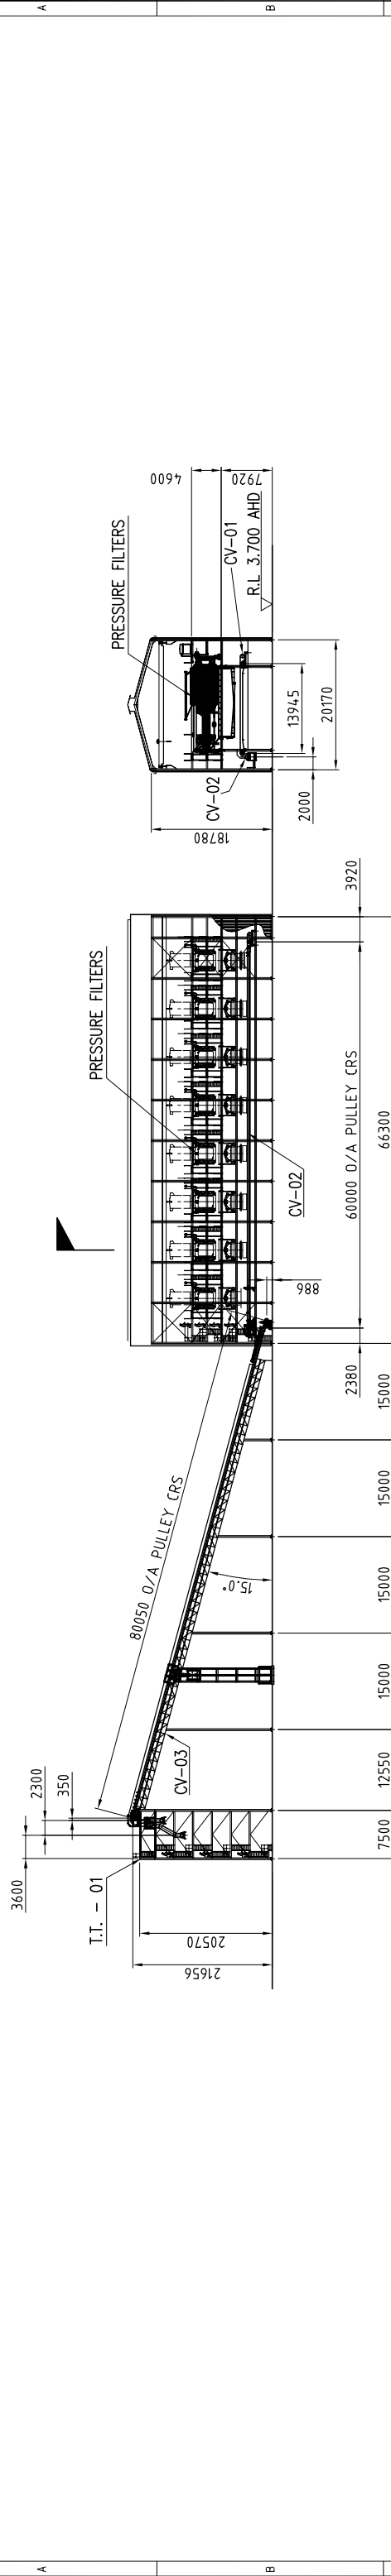 A
B
PRESSURE FILTERS
4600
7920
CV-01
R.L 3.700 AHD
CV-02
18780
13945
20170
2000
PRESSURE FILTERS
3920
60000 O/A PULLEY CRS
66300
CV-02
886
2380
15000
15000
15000
15000
12550
7500
80050 O/A PULLEY CRS
15.0°
CV-03
2300
350
3600
T.T. - 01
20570
21656
A
B